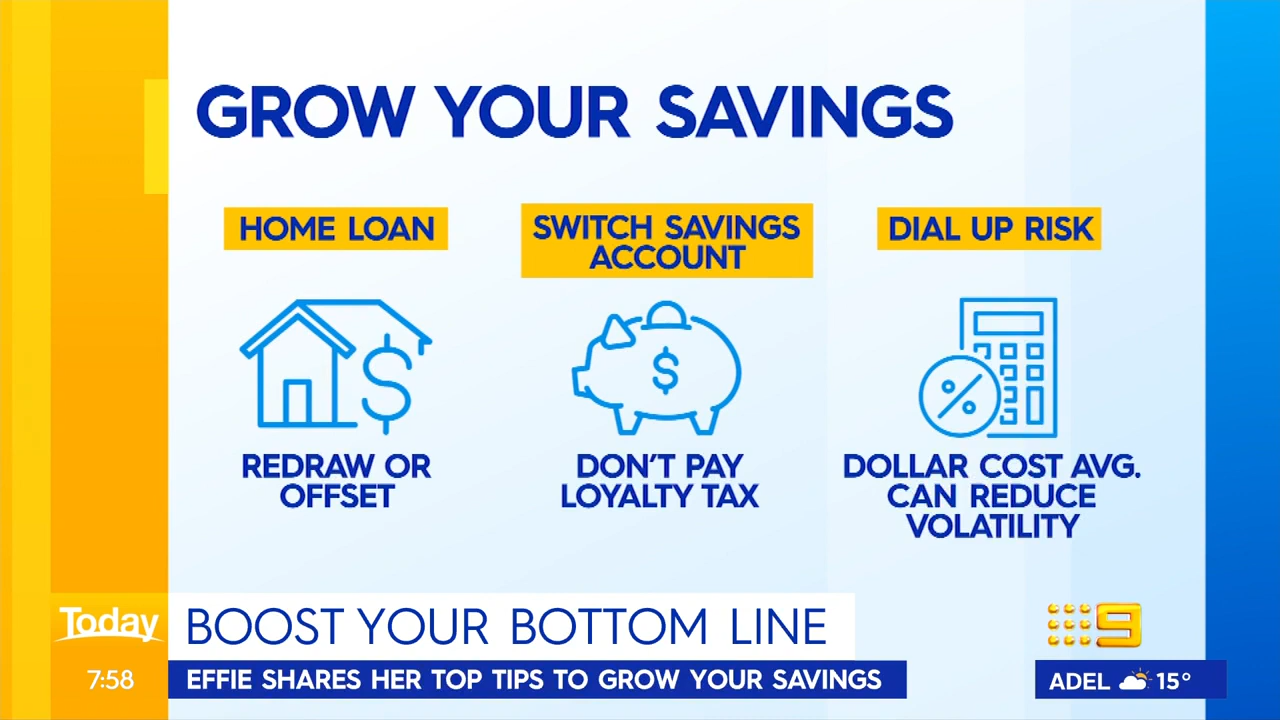 GROW YOUR SAVINGS
HOME LOAN
REDRAW OR
OFFSET
SWITCH SAVINGS
ACCOUNT
$
DON'T PAY
LOYALTY TAX
DIAL UP RISK
%
DOLLAR COST AVG.
CAN REDUCE
VOLATILITY
Today
BOOST YOUR BOTTOM LINE
9
7:58
EFFIE SHARES HER TOP TIPS TO GROW YOUR SAVINGS
ADEL 15°